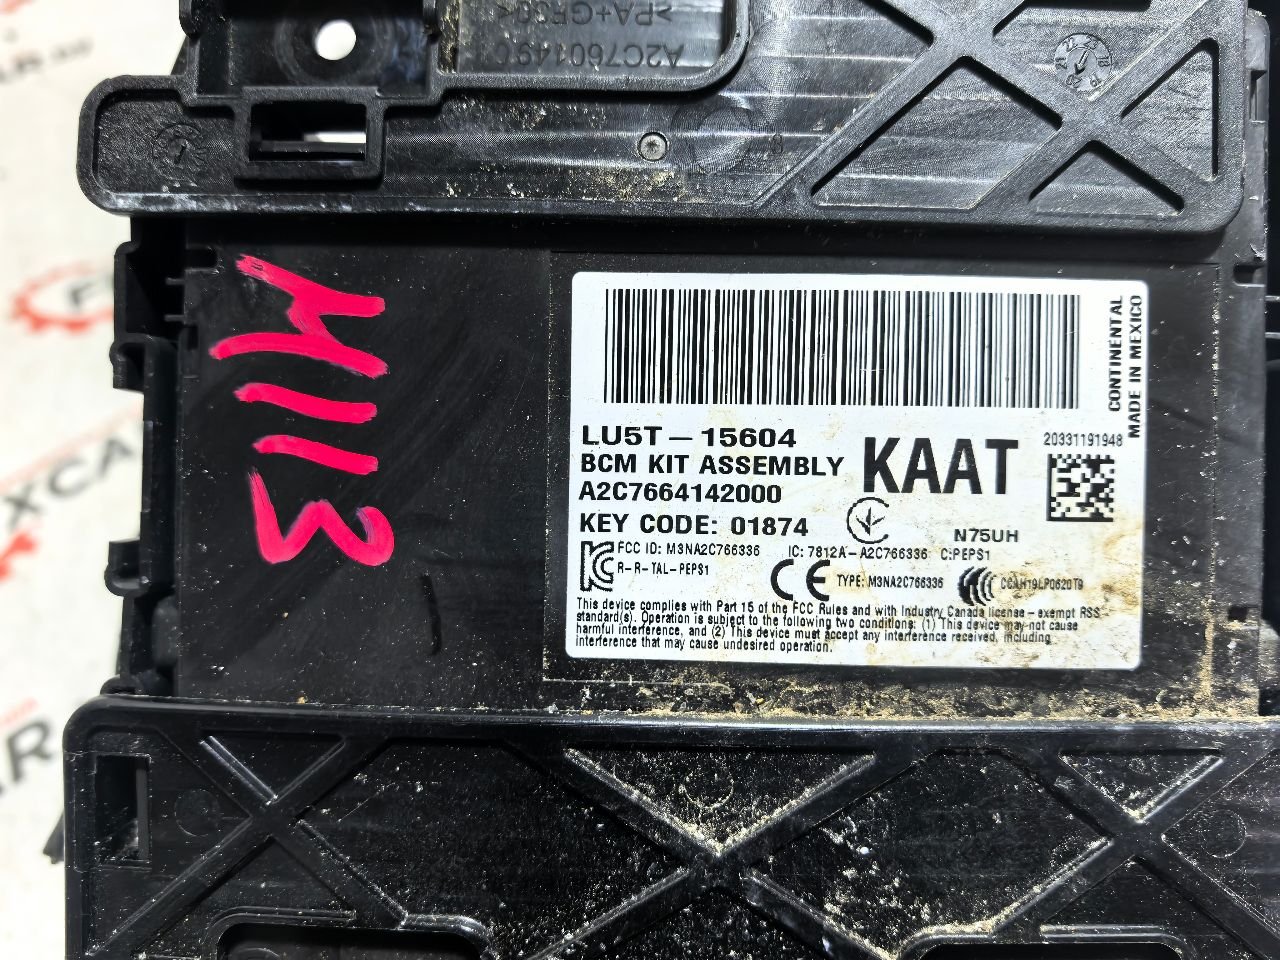 >PA+GF30<
A2C760149
M113
CONTINENTAL
MADE IN MEXICO
LU5T-15604
BCM KIT ASSEMBLY
A2C7664142000
KEY CODE: 01874
KAAT
20331191948
N75UH
FCC ID: M3NA2C766336 IC: 7812A-A2C766336 C:PEPS1
R-R-TAL-PEPS1
CE TYPE: M3NA2C766336 CCAH19LP0620T9
This device complies with Part 15 of the FCC Rules and with Industry Canada license-exempt RSS
standard(s). Operation is subject to the following two conditions: (1) This device may not cause
harmful interference, and (2) This device must accept any interference received, including
interference that may cause undesired operation.